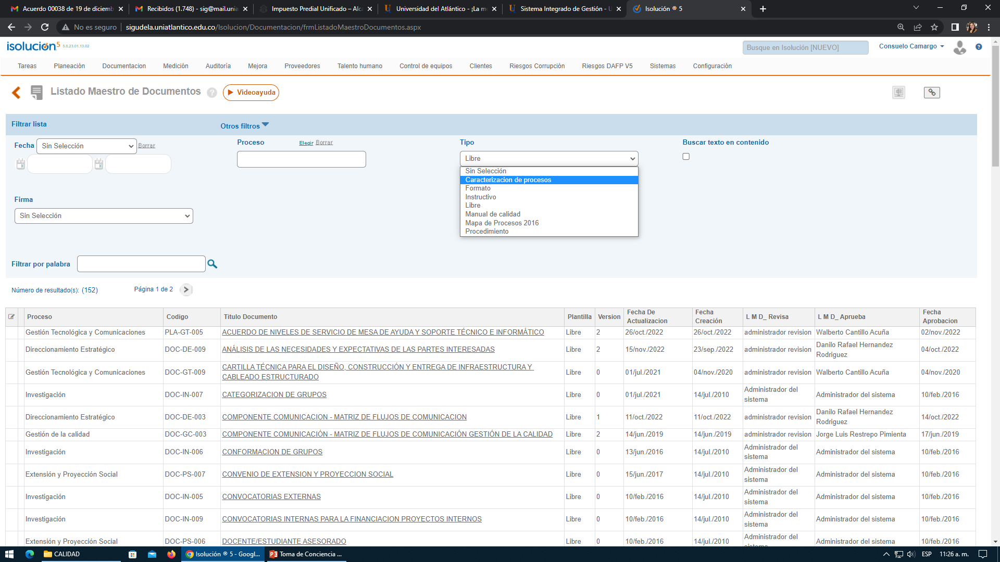 Acuerdo 00038 de 19 de diciemb
Recibidos (1.748) - sig@mail.unia
Impuesto Predial Unificado – Alca
Universidad del Atlántico - ¡La m
Sistema Integrado de Gestión - U
Isolución ® 5
No es seguro
sigudela.uniatlantico.edu.co/Isolucion/Documentacion/frmListadoMaestroDocumentos.aspx
isolución5 5.0.23.01.13.02
Busque en Isolución [NUEVO]
Consuelo Camargo
Tareas Planeación Documentacion Medición Auditoría Mejora Proveedores Talento humano Control de equipos Clientes Riesgos Corrupción Riesgos DAFP V5 Sistemas Configuración
Listado Maestro de Documentos ? Videoayuda
Filtrar lista
Otros filtros
Fecha Sin Selección Borrar
Proceso Elegir Borrar
Tipo
Libre
Sin Selección
Caracterizacion de procesos
Formato
Instructivo
Libre
Manual de calidad
Mapa de Procesos 2016
Procedimiento
Buscar texto en contenido
Firma
Sin Selección
Filtrar por palabra
Número de resultado(s): (152) Página 1 de 2 >
Proceso Codigo Titulo Documento Plantilla Version Fecha De Actualizacion Fecha Creación L M D_ Revisa L M D_ Aprueba Fecha Aprobacion
Gestión Tecnológica y Comunicaciones PLA-GT-005 ACUERDO DE NIVELES DE SERVICIO DE MESA DE AYUDA Y SOPORTE TÉCNICO E INFORMÁTICO Libre 2 26/oct./2022 26/oct./2022 administrador revision Walberto Cantillo Acuña 02/nov./2022
Direccionamiento Estratégico DOC-DE-009 ANÁLISIS DE LAS NECESIDADES Y EXPECTATIVAS DE LAS PARTES INTERESADAS Libre 2 15/nov./2022 23/sep./2022 administrador revision Danilo Rafael Hernandez Rodriguez 04/oct./2022
Gestión Tecnológica y Comunicaciones DOC-GT-009 CARTILLA TÉCNICA PARA EL DISEÑO, CONSTRUCCIÓN Y ENTREGA DE INFRAESTRUCTURA Y CABLEADO ESTRUCTURADO Libre 0 01/jul./2021 04/nov./2020 administrador revision Walberto Cantillo Acuña 04/nov./2020
Investigación DOC-IN-007 CATEGORIZACION DE GRUPOS Libre 0 01/jul./2021 14/jul./2010 Administrador del sistema Administrador del sistema 10/feb./2016
Direccionamiento Estratégico DOC-DE-003 COMPONENTE COMUNICACION - MATRIZ DE FLUJOS DE COMUNICACION Libre 1 11/oct./2022 11/oct./2022 administrador revision Danilo Rafael Hernandez Rodriguez 14/oct./2022
Gestión de la calidad DOC-GC-003 COMPONENTE COMUNICACIÓN - MATRIZ DE FLUJOS DE COMUNICACIÓN GESTIÓN DE LA CALIDAD Libre 2 14/jun./2019 14/jun./2019 administrador revision Jorge Luis Restrepo Pimienta 17/jun./2019
Investigación DOC-IN-006 CONFORMACION DE GRUPOS Libre 0 13/jun./2016 14/jul./2010 Administrador del sistema Administrador del sistema 10/feb./2016
Extensión y Proyección Social DOC-PS-007 CONVENIO DE EXTENSION Y PROYECCION SOCIAL Libre 0 15/jun./2017 14/jul./2010 Administrador del sistema Administrador del sistema 10/feb./2016
Investigación DOC-IN-005 CONVOCATORIAS EXTERNAS Libre 0 10/feb./2016 14/jul./2010 Administrador del sistema Administrador del sistema 10/feb./2016
Investigación DOC-IN-009 CONVOCATORIAS INTERNAS PARA LA FINANCIACION PROYECTOS INTERNOS Libre 0 10/feb./2016 14/jul./2010 Administrador del sistema Administrador del sistema 10/feb./2016
Extensión y Proyección Social DOC-PS-006 DOCENTE/ESTUDIANTE ASESORADO Libre 0 10/feb./2016 14/jul./2010 Administrador del sistema Administrador del sistema 10/feb./2016
CALIDAD
Isolución ® 5 - Googl...
Toma de Conciencia ...
ESP
11:26 a. m.